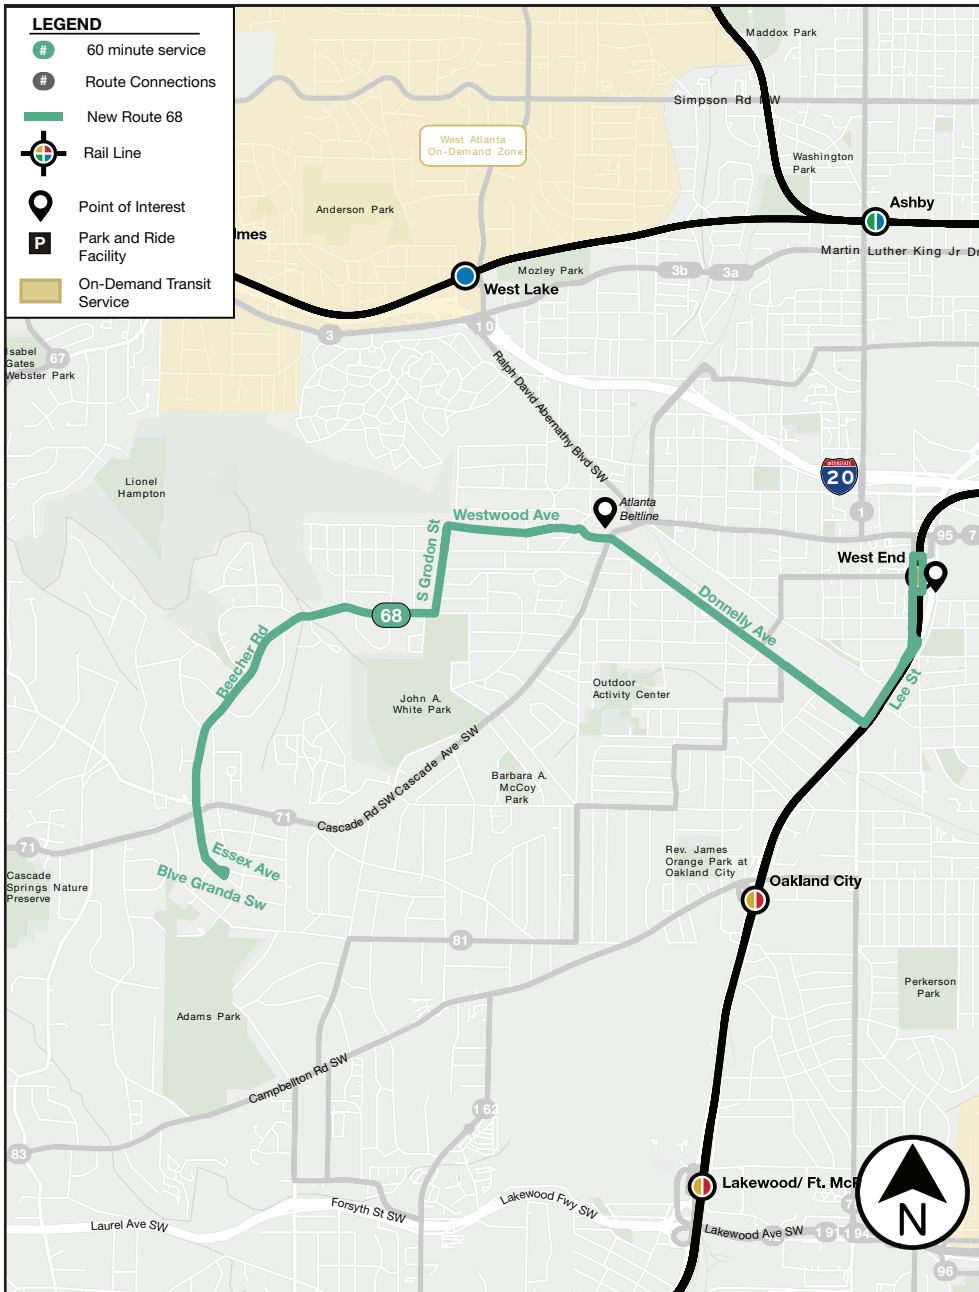 LEGEND
# 60 minute service
# Route Connections
New Route 68
Rail Line
Point of Interest
P Park and Ride
Facility
On-Demand Transit
Service
Maddox Park
Simpson Rd NW
West Atlanta
On-Demand Zone
Washington
Park
Anderson Park
Ashby
lmes
Martin Luther King Jr Dr
Mozley Park
3b
3a
West Lake
3
10
Isabel
Gates
Webster Park
67
Ralph David Abernathy Blvd SW
INTERSTATE
20
Lionel
Hampton
Atlanta
Beltline
1
Westwood Ave
S Grodon St
95
7
West End
68
Donnelly Ave
Beecher Rd
Lee St
Outdoor
Activity Center
John A.
White Park
Cascade Ave SW
Barbara A.
McCoy
Park
Cascade Rd SW
71
71
Essex Ave
Blve Granda Sw
Rev. James
Orange Park at
Oakland City
Cascade
Springs Nature
Preserve
Oakland City
81
Perkerson
Park
Adams Park
Campbellton Rd SW
162
83
Lakewood/ Ft. McP
Lakewood Fwy SW
Forsyth St SW
Laurel Ave SW
Lakewood Ave SW
191
194
96
N